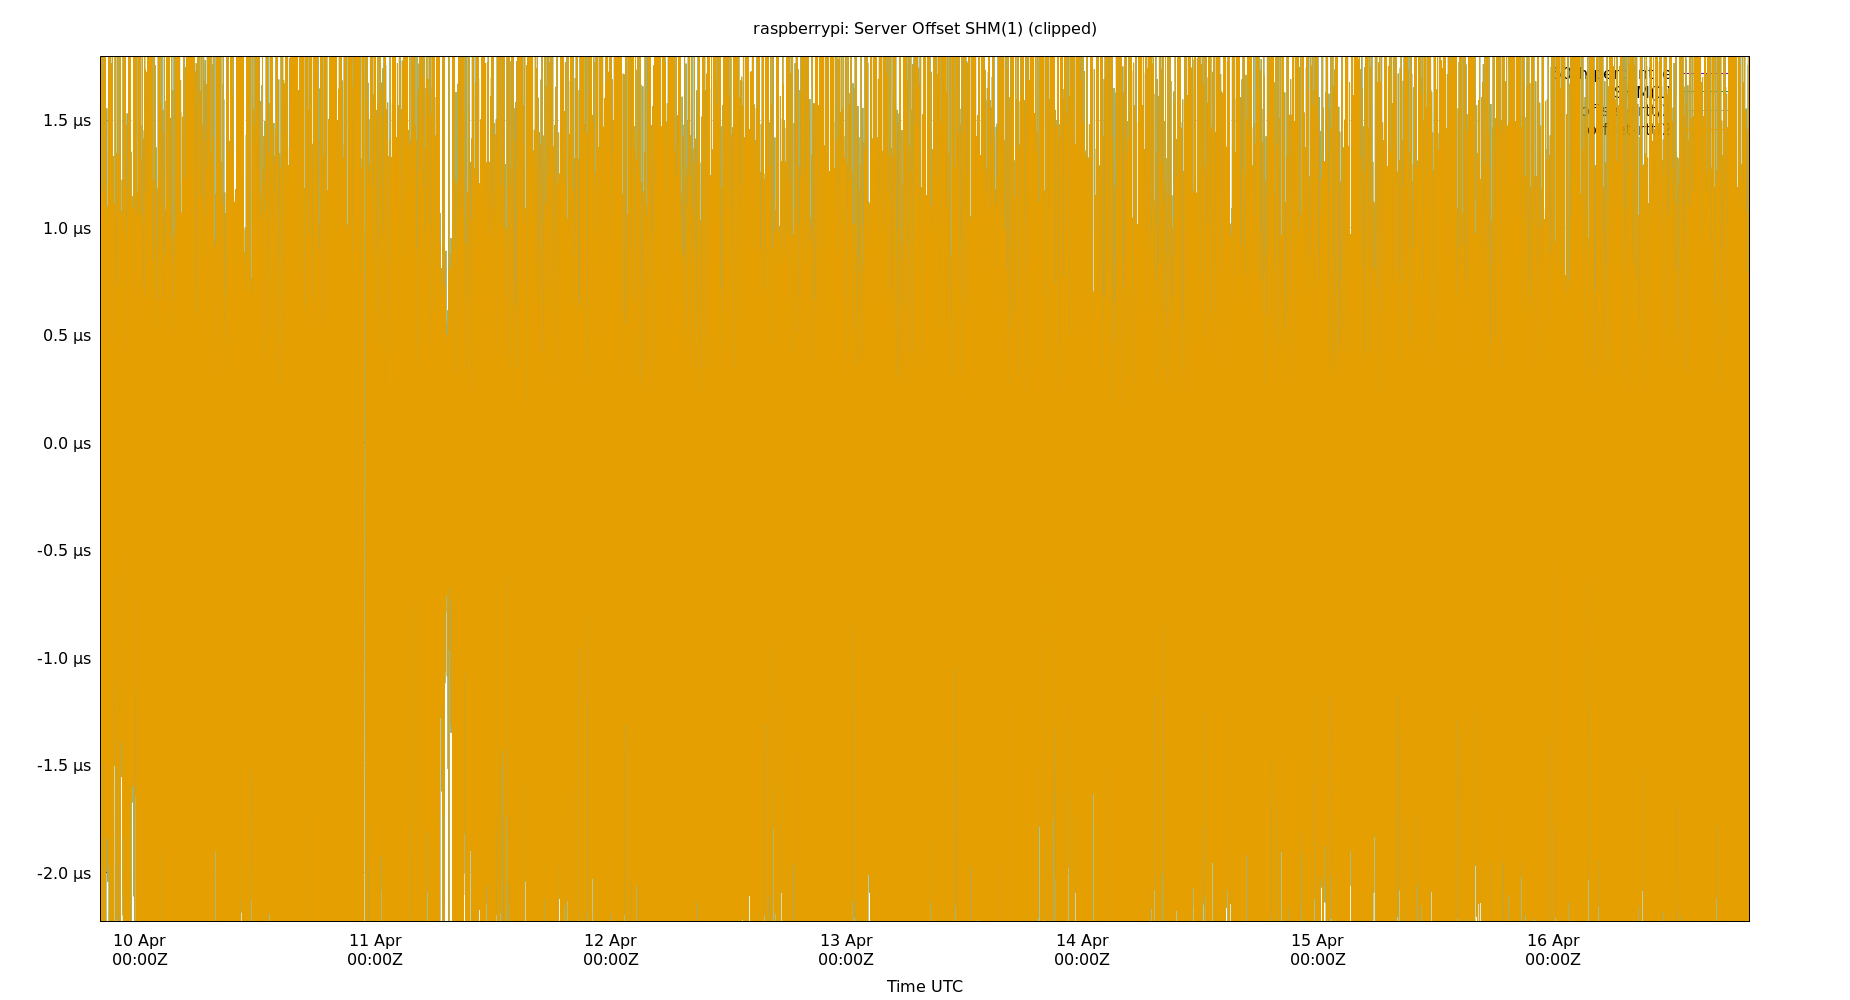 raspberrypi: Server Offset SHM(1) (clipped)
1.5 µs
1.0 µs
0.5 µs
0.0 µs
-0.5 µs
-1.0 µs
-1.5 µs
-2.0 µs
10 Apr 11 Apr 12 Apr 13 Apr 14 Apr 15 Apr 16 Apr
00:00Z 00:00Z 00:00Z 00:00Z 00:00Z 00:00Z 00:00Z
Time UTC